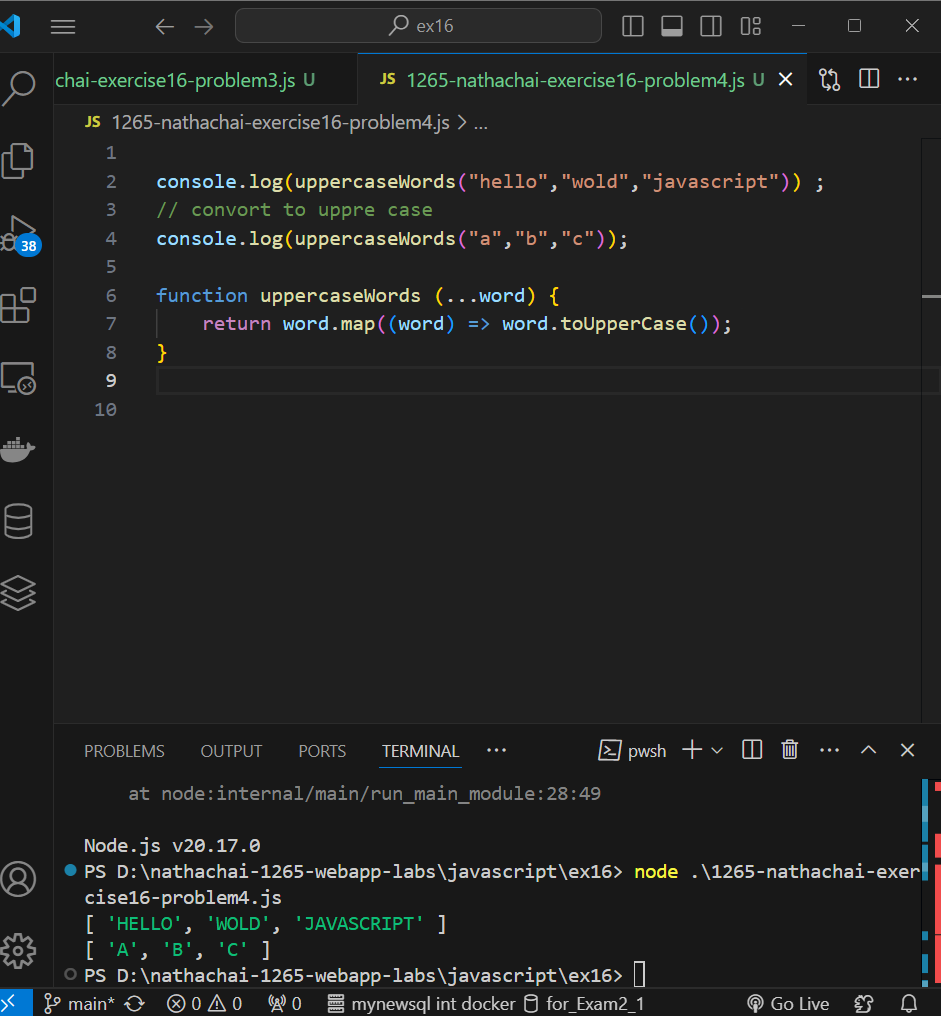 ex16
chai-exercise16-problem3.js U
JS 1265-nathachai-exercise16-problem4.js U
JS 1265-nathachai-exercise16-problem4.js > ...
1
2 console.log(uppercaseWords("hello","wold","javascript")) ;
3 // convort to uppre case
4 console.log(uppercaseWords("a","b","c"));
5
6 function uppercaseWords (...word) {
7 return word.map((word) => word.toUpperCase());
8 }
9
10
38
PROBLEMS OUTPUT PORTS TERMINAL ... pwsh
at node:internal/main/run_main_module:28:49
Node.js v20.17.0
PS D:\nathachai-1265-webapp-labs\javascript\ex16> node .\1265-nathachai-exer
cise16-problem4.js
[ 'HELLO', 'WOLD', 'JAVASCRIPT' ]
[ 'A', 'B', 'C' ]
PS D:\nathachai-1265-webapp-labs\javascript\ex16>
main* 0 0 0 mynewsql int docker for_Exam2_1 Go Live